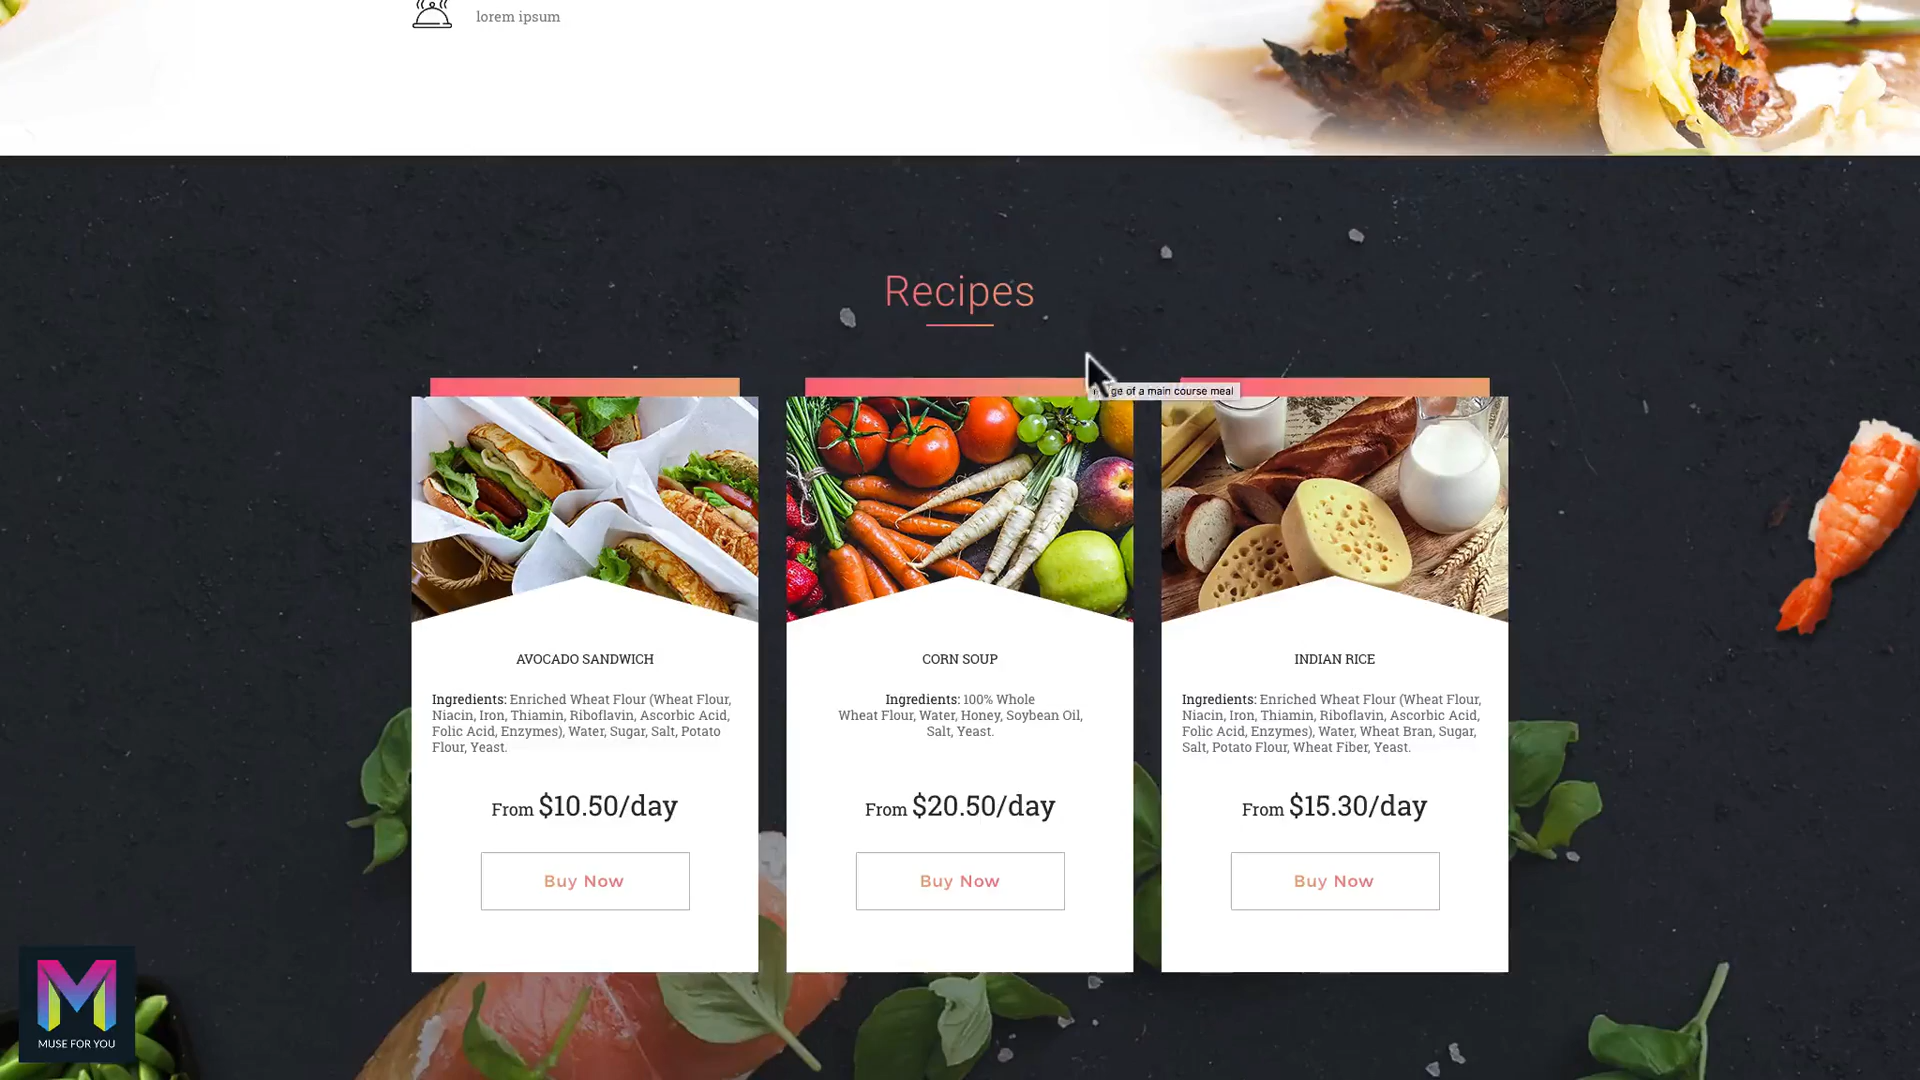 lorem ipsum
Recipes
ge of a main course meal
AVOCADO SANDWICH
Ingredients: Enriched Wheat Flour (Wheat Flour,
Niacin, Iron, Thiamin, Riboflavin, Ascorbic Acid,
Folic Acid, Enzymes), Water, Sugar, Salt, Potato
Flour, Yeast.
From $10.50/day
Buy Now
CORN SOUP
Ingredients: 100% Whole
Wheat Flour, Water, Honey, Soybean Oil,
Salt, Yeast.
From $20.50/day
Buy Now
INDIAN RICE
Ingredients: Enriched Wheat Flour (Wheat Flour,
Niacin, Iron, Thiamin, Riboflavin, Ascorbic Acid,
Folic Acid, Enzymes), Water, Wheat Bran, Sugar,
Salt, Potato Flour, Wheat Fiber, Yeast.
From $15.30/day
Buy Now
M
MUSE FOR YOU